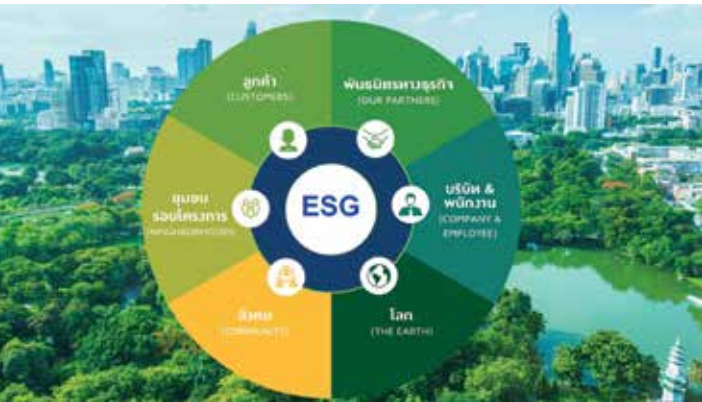 ลูกค้า
(CUSTOMERS)
พันธมิตรทางธุรกิจ
(OUR PARTNERS)
บริษัท &
พนักงาน
(COMPANY &
EMPLOYEE)
โลก
(THE EARTH)
สังคม
(COMMUNITY)
ชุมชน
รอบโครงการ
(NEIGHBORHOOD)
ESG